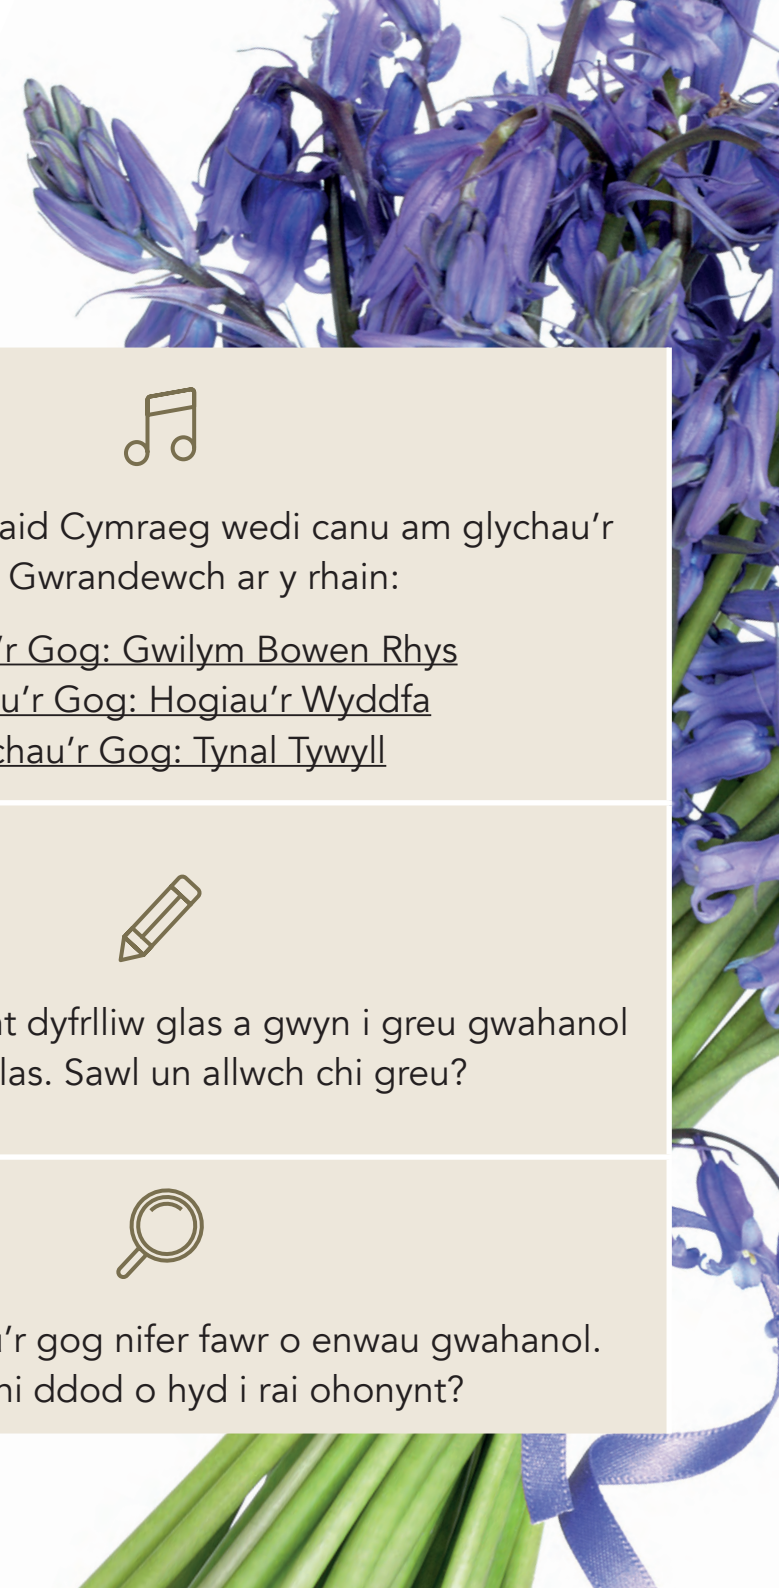 Cymraeg wedi canu am glychau’r
Gwrandewch ar y rhain:
’r Gog: Gwilym Bowen Rhys
u’r Gog: Hogiau’r Wyddfa
chau’r Gog: Tynal Tywyll
dyfrlliw glas a gwyn i greu gwahanol
las. Sawl un allwch chi greu?
’r gog nifer fawr o enwau gwahanol.
ddod o hyd i rai ohonynt?